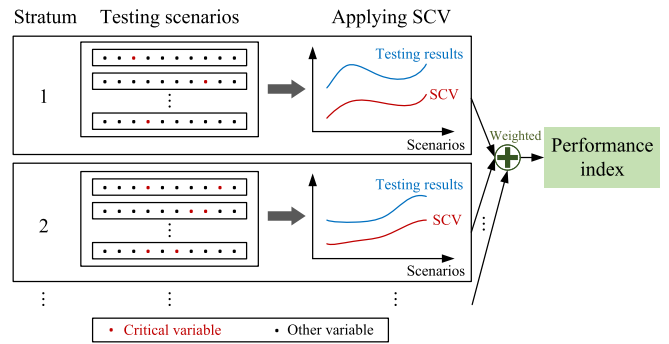 Stratum Testing scenarios Applying SCV
1
Testing results
SCV
Scenarios
Weighted
Performance
index
2
Testing results
SCV
Scenarios
Critical variable Other variable